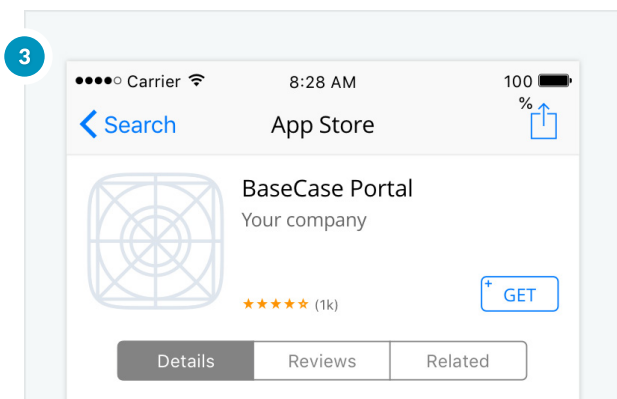 3
Carrier 8:28 AM 100 %
Search App Store
BaseCase Portal
Your company
(1k)
+ GET
Details Reviews Related